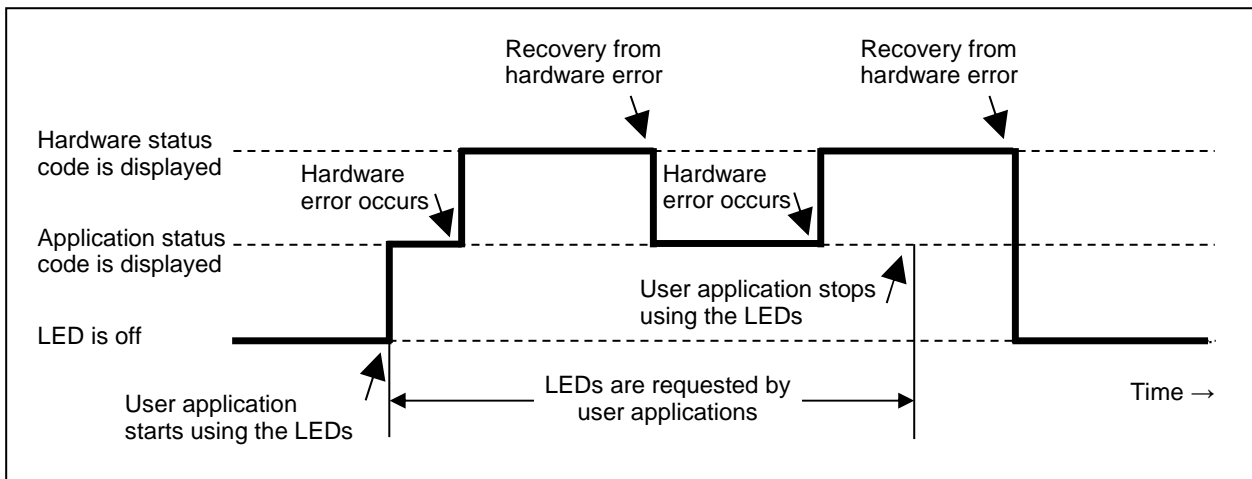 Recovery from
hardware error
Recovery from
hardware error
Hardware status
code is displayed
Hardware
error occurs
Hardware
error occurs
Application status
code is displayed
User application stops
using the LEDs
LED is off
LEDs are requested by
user applications
Time →
User application
starts using the LEDs